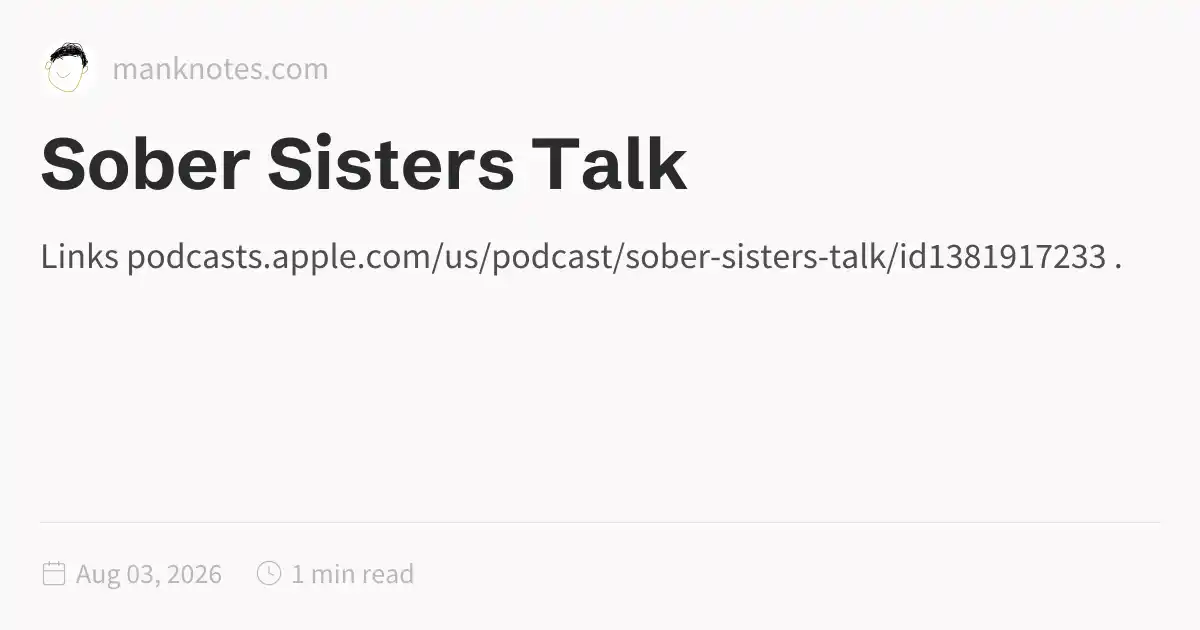 manknotes.com
Sober Sisters Talk
Links podcasts.apple.com/us/podcast/sober-sisters-talk/id1381917233 .
Aug 03, 2026 1 min read